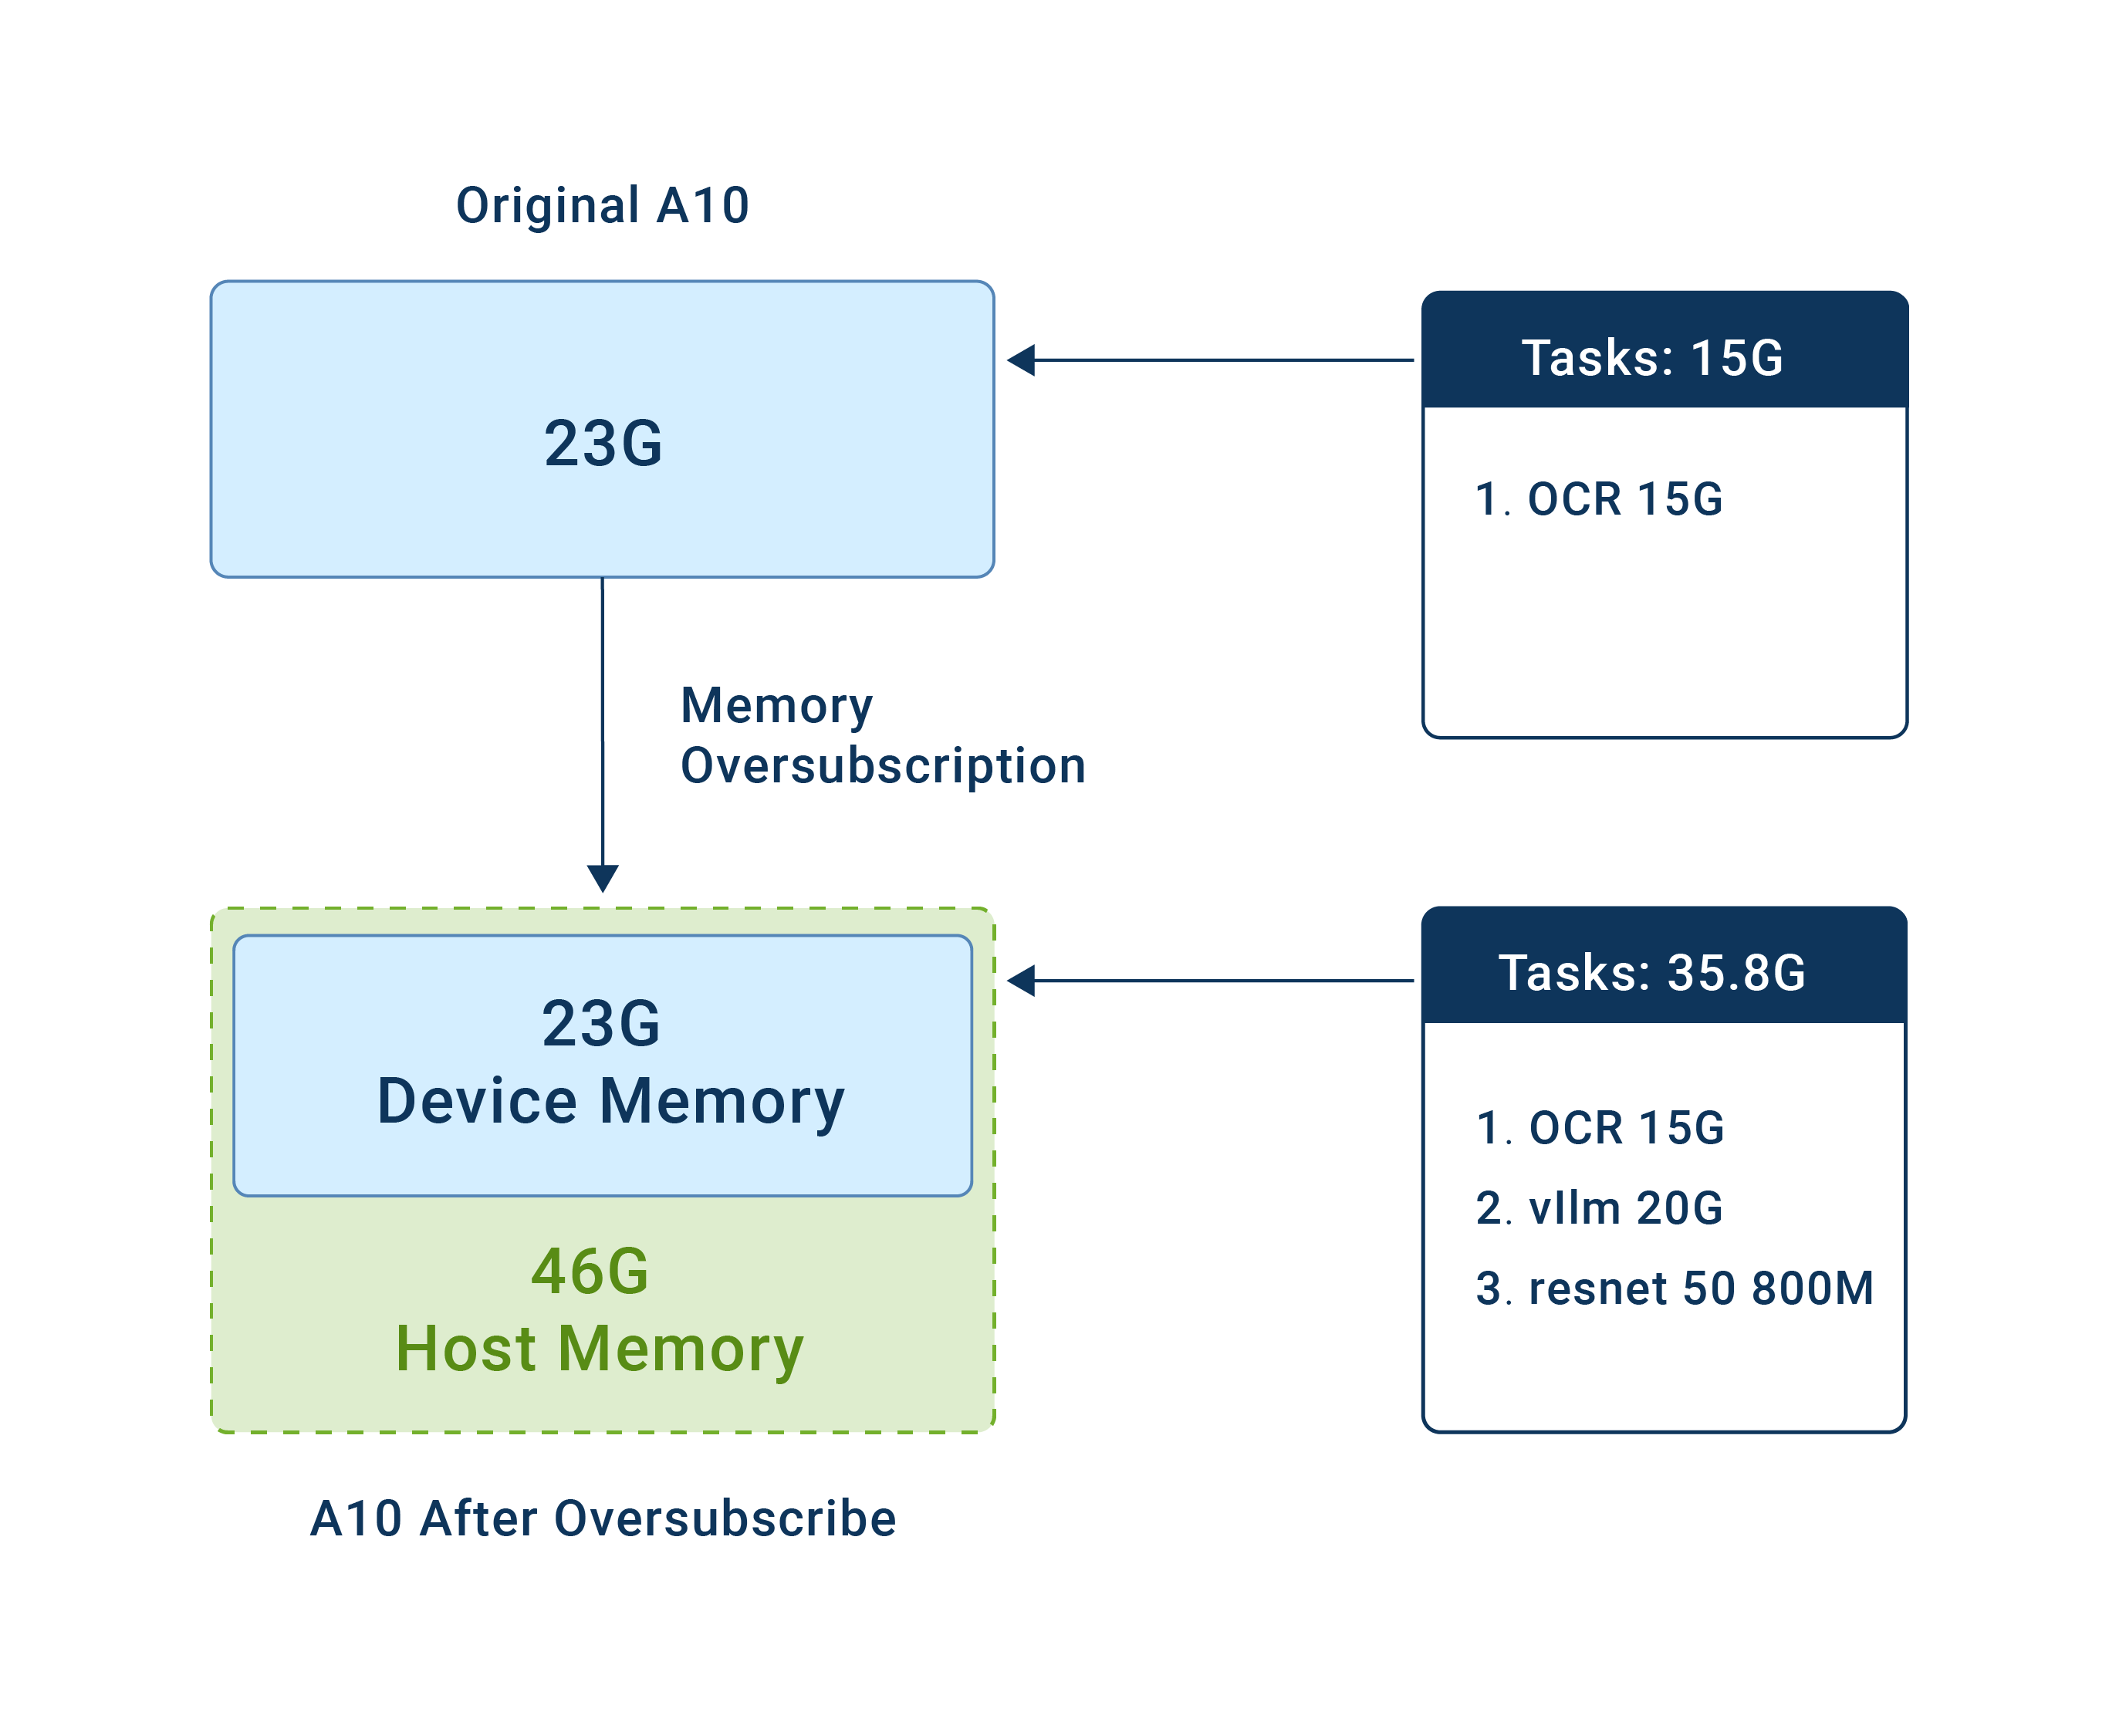 Original A10
23G
Tasks: 15G
1. OCR 15G
Memory
Oversubscription
23G
Device Memory
46G
Host Memory
A10 After Oversubscribe
Tasks: 35.8G
1. OCR 15G
2. vIlm 20G
3. resnet 50 800M